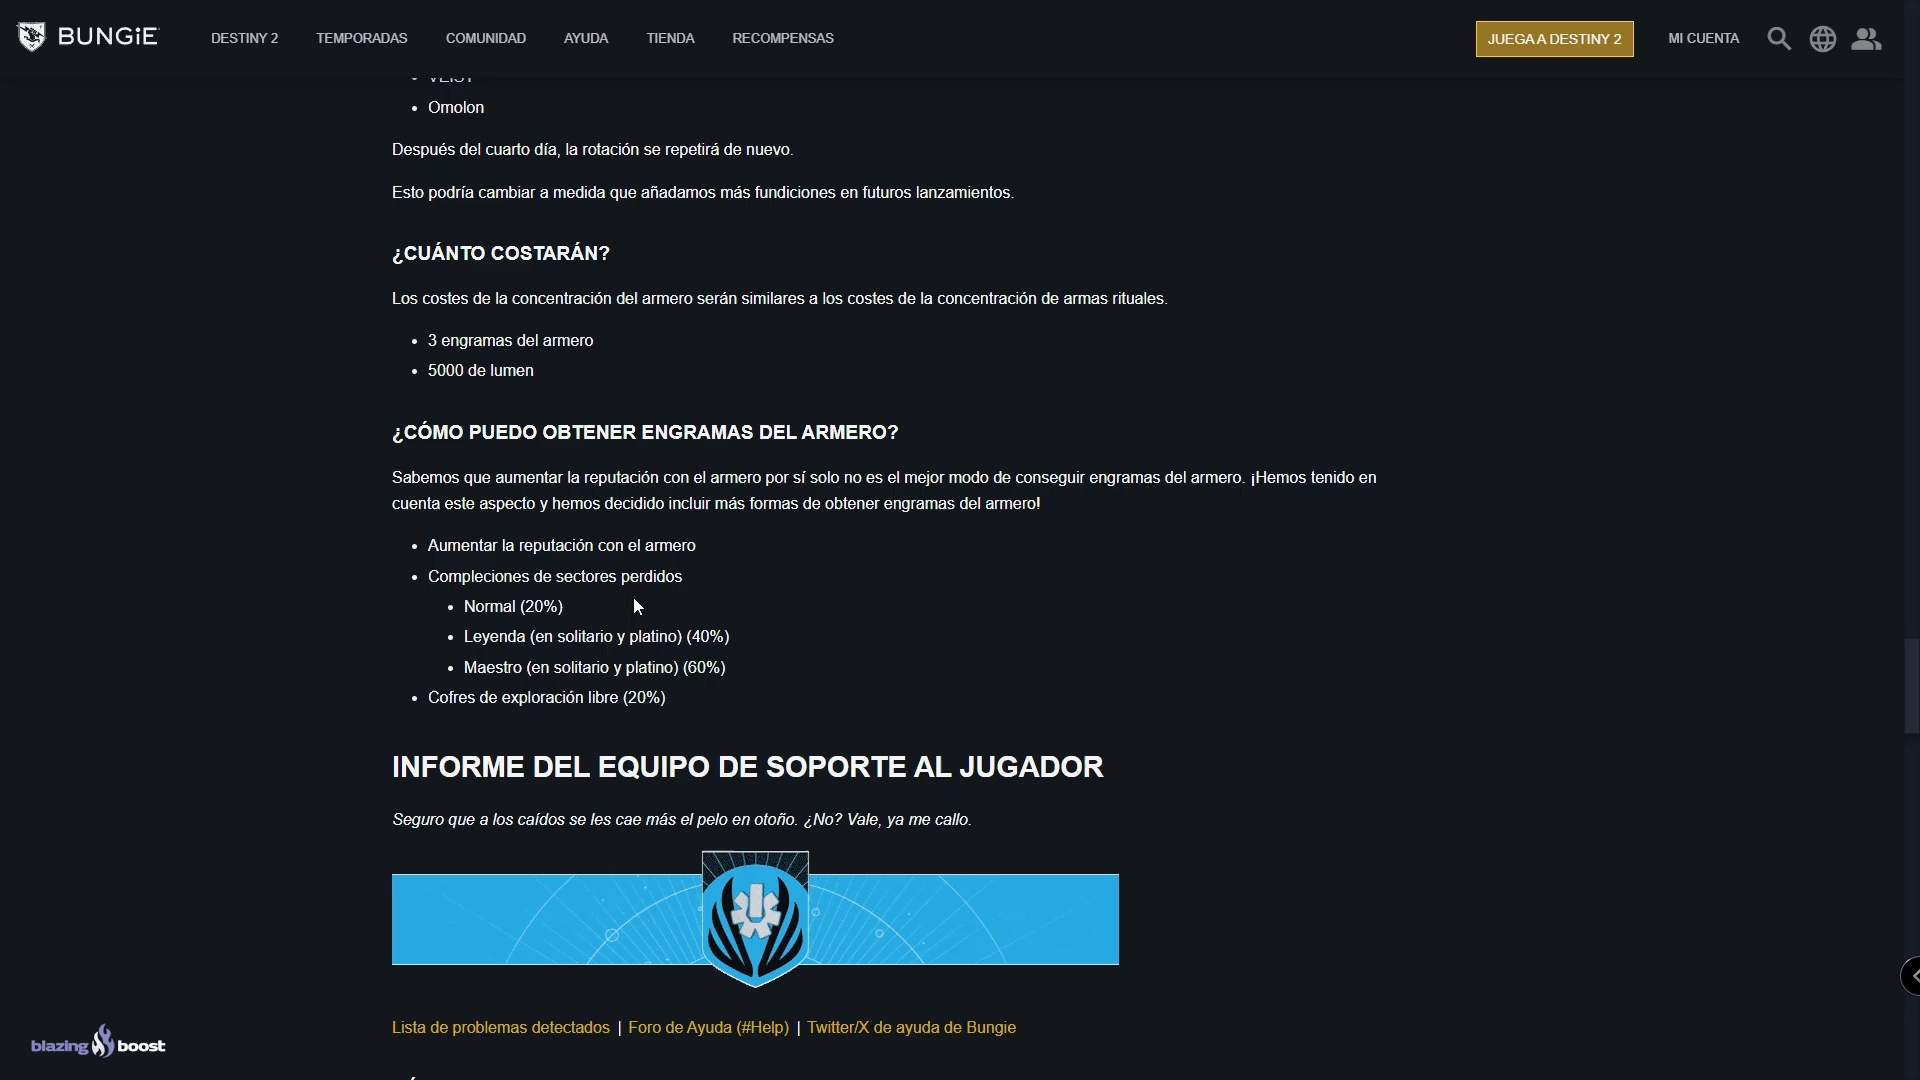 BUNGiE
DESTINY 2 TEMPORADAS COMUNIDAD AYUDA TIENDA RECOMPENSAS
JUEGA A DESTINY 2 MI CUENTA
• Omolon
Después del cuarto día, la rotación se repetirá de nuevo.
Esto podría cambiar a medida que añadamos más fundiciones en futuros lanzamientos.
¿CUÁNTO COSTARÁN?
Los costes de la concentración del armero serán similares a los costes de la concentración de armas rituales.
• 3 engramas del armero
• 5000 de lumen
¿CÓMO PUEDO OBTENER ENGRAMAS DEL ARMERO?
Sabemos que aumentar la reputación con el armero por sí solo no es el mejor modo de conseguir engramas del armero. ¡Hemos tenido en
cuenta este aspecto y hemos decidido incluir más formas de obtener engramas del armero!
• Aumentar la reputación con el armero
• Compleciones de sectores perdidos
• Normal (20%)
• Leyenda (en solitario y platino) (40%)
• Maestro (en solitario y platino) (60%)
• Cofres de exploración libre (20%)
INFORME DEL EQUIPO DE SOPORTE AL JUGADOR
Seguro que a los caídos se les cae más el pelo en otoño. ¿No? Vale, ya me callo.
Lista de problemas detectados | Foro de Ayuda (#Help) | Twitter/X de ayuda de Bungie
blazing boost